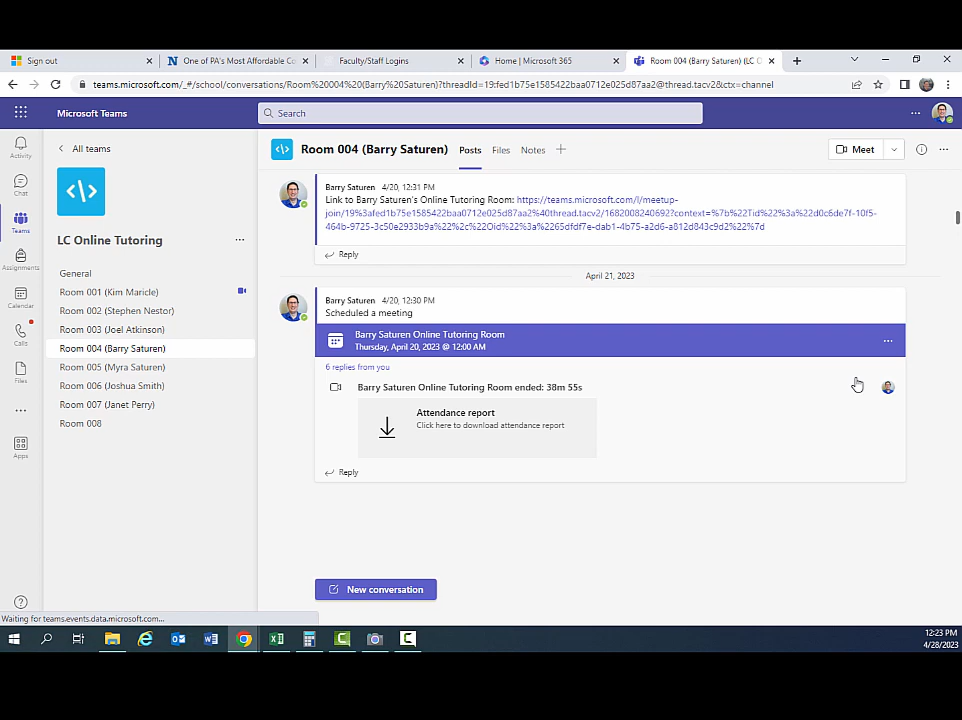 Sign out
One of PA's Most Affordable Co
Faculty/Staff Logins
Home | Microsoft 365
Room 004 (Barry Saturen) (LC O
teams.microsoft.com/_#/school/conversations/Room%20004%20(Barry%20Saturen)?threadId=19:fed1b75e1585422baa0712e025d87aa2@thread.tacv2&ctx=channel
Microsoft Teams
Search
Activity
Chat
Teams
Assignments
Calendar
Calls
Files
Apps
All teams
LC Online Tutoring
General
Room 001 (Kim Maricle)
Room 002 (Stephen Nestor)
Room 003 (Joel Atkinson)
Room 004 (Barry Saturen)
Room 005 (Myra Saturen)
Room 006 (Joshua Smith)
Room 007 (Janet Perry)
Room 008
Room 004 (Barry Saturen) Posts Files Notes
Meet
Barry Saturen 4/20, 12:31 PM
Link to Barry Saturen's Online Tutoring Room: https://teams.microsoft.com/l/meetup-
join/19%3afed1b75e1585422baa0712e025d87aa2%40thread.tacv2/1682008240692?context=%7b%22Tid%22%3a%22d0c6de7f-10f5-
464b-9725-3c50e2933b9a%22%2c%22Oid%22%3a%2265dfdf7e-dab1-4b75-a2d6-a812d843c9d2%22%7d
Reply
April 21, 2023
Barry Saturen 4/20, 12:30 PM
Scheduled a meeting
Barry Saturen Online Tutoring Room
Thursday, April 20, 2023 @ 12:00 AM
6 replies from you
Barry Saturen Online Tutoring Room ended: 38m 55s
Attendance report
Click here to download attendance report
Reply
New conversation
Waiting for teams.events.data.microsoft.com...
12:23 PM
4/28/2023